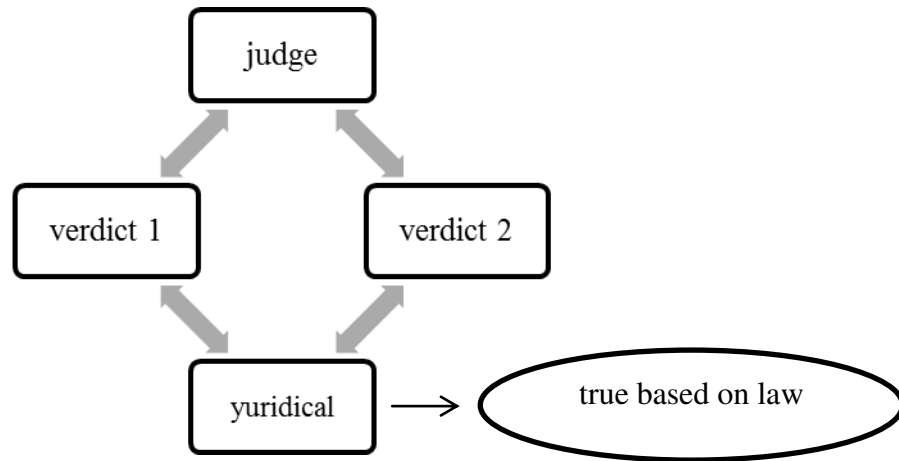 judge
verdict 1
verdict 2
yuridical
true based on law